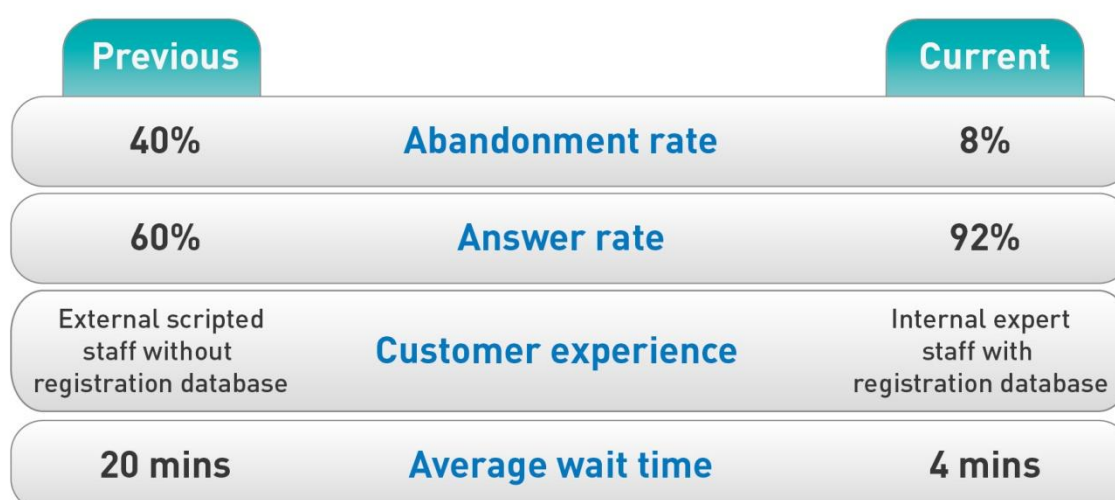 Previous Current
40% Abandonment rate 8%
60% Answer rate 92%
External scripted
staff without
registration database
Customer experience
Internal expert
staff with
registration database
20 mins Average wait time 4 mins